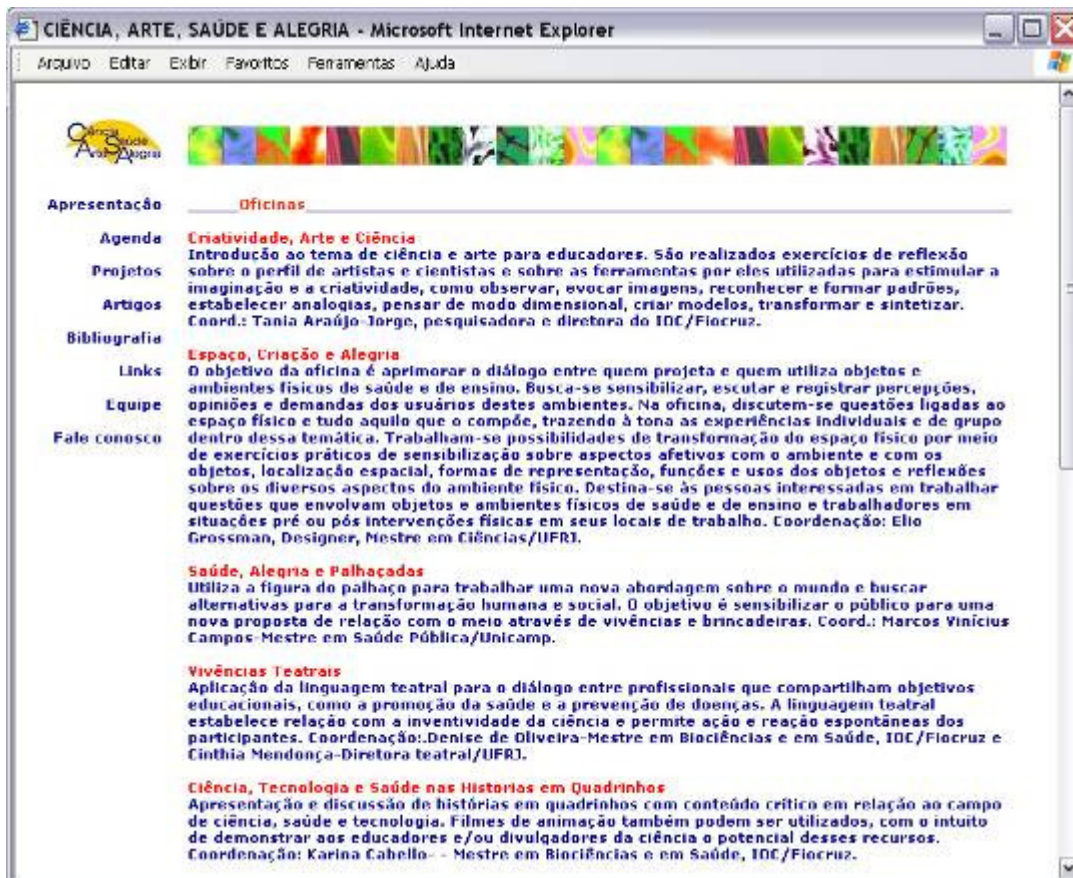 CIÊNCIA, ARTE, SAÚDE E ALEGRIA - Microsoft Internet Explorer
Arquivo Editar Exibir Favoritos Ferramentas Ajuda
Ciência Saúde
Arte Alegria
Apresentação
Agenda
Projetos
Artigos
Bibliografia
Links
Equipe
Fale conosco
Oficinas
Criatividade, Arte e Ciência
Introdução ao tema de ciência e arte para educadores. São realizados exercícios de reflexão
sobre o perfil de artistas e cientistas e sobre as ferramentas por eles utilizadas para estimular a
imaginação e a criatividade, como observar, evocar imagens, reconhecer e formar padrões,
estabelecer analogias, pensar de modo dimensional, criar modelos, transformar e sintetizar.
Coord.: Tania Araújo-Jorge, pesquisadora e diretora do IOC/Fiocruz.
Espaço, Criação e Alegria
O objetivo da oficina é aprimorar o diálogo entre quem projeta e quem utiliza objetos e
ambientes físicos de saúde e de ensino. Busca-se sensibilizar, escutar e registrar percepções,
opiniões e demandas dos usuários destes ambientes. Na oficina, discutem-se questões ligadas ao
espaço físico e tudo aquilo que o compõe, trazendo à tona as experiências individuais e de grupo
dentro dessa temática. Trabalham-se possibilidades de transformação do espaço físico por meio
de exercícios práticos de sensibilização sobre aspectos afetivos com o ambiente e com os
objetos, localização espacial, formas de representação, funções e usos dos objetos e reflexões
sobre os diversos aspectos do ambiente físico. Destina-se às pessoas interessadas em trabalhar
questões que envolvam objetos e ambientes físicos de saúde e de ensino e trabalhadores em
situações pré ou pós intervenções físicas em seus locais de trabalho. Coordenação: Elio
Grossman, Designer, Mestre em Ciências/UFRJ.
Saúde, Alegria e Palhaçadas
Utiliza a figura do palhaço para trabalhar uma nova abordagem sobre o mundo e buscar
alternativas para a transformação humana e social. O objetivo é sensibilizar o público para uma
nova proposta de relação com o meio através de vivências e brincadeiras. Coord.: Marcos Vinícius
Campos-Mestre em Saúde Pública/Unicamp.
Vivências Teatrais
Aplicação da linguagem teatral para o diálogo entre profissionais que compartilham objetivos
educacionais, como a promoção da saúde e a prevenção de doenças. A linguagem teatral
estabelece relação com a inventividade da ciência e permite ação e reação espontâneas dos
participantes. Coordenação:.Denise de Oliveira-Mestre em Biociências e em Saúde, IOC/Fiocruz e
Cinthia Mendonça-Diretora teatral/UFRJ.
Ciência, Tecnologia e Saúde nas Historias em Quadrinhos
Apresentação e discussão de histórias em quadrinhos com conteúdo crítico em relação ao campo
de ciência, saúde e tecnologia. Filmes de animação também podem ser utilizados, com o intuito
de demonstrar aos educadores e/ou divulgadores da ciência o potencial desses recursos.
Coordenação: Karina Cabello- - Mestre em Biociências e em Saúde, IOC/Fiocruz.